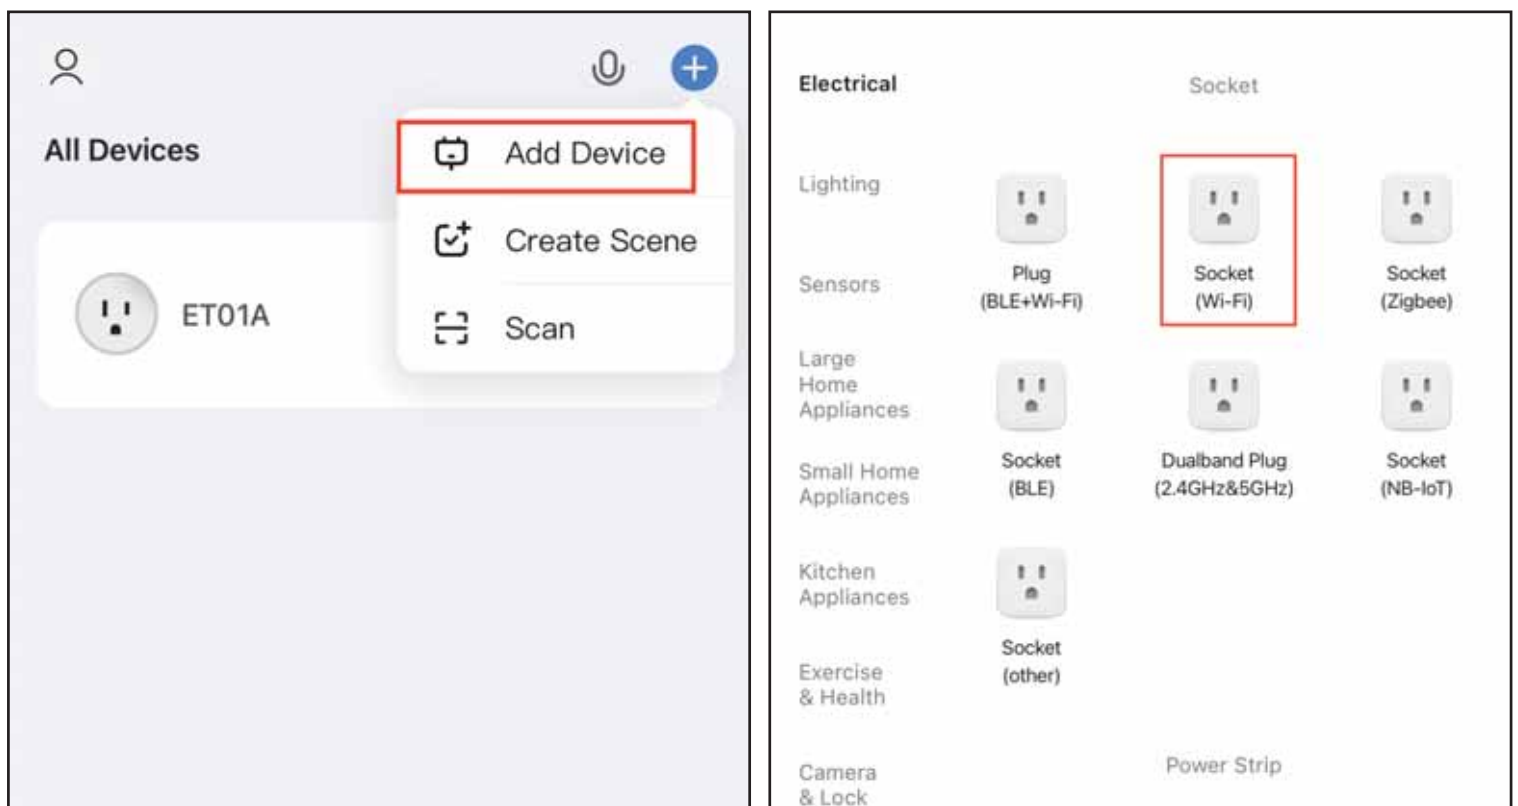 All Devices
Add Device
Create Scene
Scan
ET01A
Electrical
Lighting
Sensors
Large
Home
Appliances
Small Home
Appliances
Kitchen
Appliances
Exercise
& Health
Camera
& Lock
Socket
Plug
(BLE+Wi-Fi)
Socket
(Wi-Fi)
Socket
(Zigbee)
Socket
(BLE)
Dualband Plug
(2.4GHz&5GHz)
Socket
(NB-IoT)
Socket
(other)
Power Strip